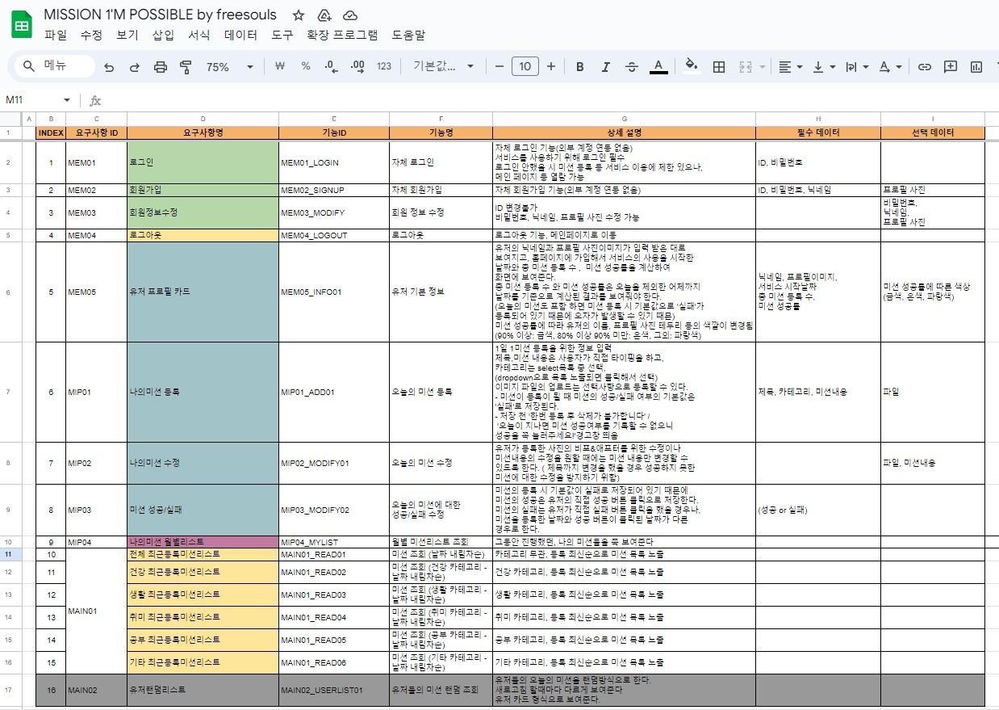 MISSION 1'M POSSIBLE by freesouls
파일 수정 보기 삽입 서식 데이터 도구 확장 프로그램 도움말
메뉴 75% ₩ % .0 .00 123 기본값... 10 B I A
M11 fx
A B C D E F G H I
1 INDEX 요구사항 ID 요구사항명 기능ID 기능명 상세 설명 필수 데이터 선택 데이터
2 1 MEM01 로그인 MEM01_LOGIN 자체 로그인
자체 로그인 기능(외부 계정 연동 없음)
서비스를 사용하기 위해 로그인 필수
로그인 안했을 시 미션 등록 등 서비스 이용에 제한 있으나,
메인 페이지 등 열람 가능
ID, 비밀번호
3 2 MEM02 회원가입 MEM02_SIGNUP 자체 회원가입 자체 회원가입 기능(외부 계정 연동 없음) ID, 비밀번호, 닉네임 프로필 사진
4 3 MEM03 회원정보수정 MEM03_MODIFY 회원 정보 수정
ID 변경불가
비밀번호, 닉네임, 프로필 사진 수정 가능
비밀번호,
닉네임,
프로필 사진
5 4 MEM04 로그아웃 MEM04_LOGOUT 로그아웃 로그아웃 기능, 메인페이지로 이동
6 5 MEM05 유저 프로필 카드 MEM05_INFO01 유저 기본 정보
유저의 닉네임과 프로필 사진이미지가 입력 받은 대로
보여지고, 홈페이지에 가입해서 서비스의 사용을 시작한
날짜와 총 미션 등록 수 , 미션 성공률을 계산하여
화면에 보여준다.
총 미션 등록 수 와 미션 성공률은 오늘을 제외한 어제까지
날짜를 기준으로 계산된 결과를 보여줘야 한다.
(오늘의 미션도 포함 하면 미션 등록 시 기본값으로 '실패'가
등록되어 있기 때문에 오차가 발생할 수 있기 때문)
미션 성공률에 따라 유저의 이름, 프로필 사진 테두리 등의 색깔이 변경됨
(90% 이상: 금색, 80% 이상 90% 미만: 은색, 그외: 파랑색)
닉네임, 프로필이미지,
서비스 시작날짜
총 미션 등록 수,
미션 성공률
미션 성공률에 따른 색상
(금색, 은색, 파랑색)
7 6 MIP01 나의미션 등록 MIP01_ADD01 오늘의 미션 등록
1일 1미션 등록을 위한 정보 입력
제목,미션 내용은 사용자가 직접 타이핑을 하고,
카테고리는 select목록 중 선택,
(dropdown으로 목록 노출되면 클릭해서 선택)
이미지 파일의 업로드는 선택사항으로 등록할 수 있다.
- 미션이 등록이 될 때 미션의 성공/실패 여부의 기본값은
'실패'로 저장된다.
- 저장 전 '한번 등록 후 삭제가 불가합니다' /
'오늘이 지나면 미션 성공여부를 기록할 수 없으니
성공을 꼭 눌러주세요!'경고창 띄움
제목, 카테고리, 미션내용 파일
8 7 MIP02 나의미션 수정 MIP02_MODIFY01 오늘의 미션 수정
유저가 등록한 사진의 비포&애프터를 위한 수정이나
미션내용의 수정을 원할 때에는 미션 내용만 변경할 수
있도록 한다. ( 제목까지 변경을 했을 경우 성공하지 못한
미션에 대한 수정을 방지하기 위함)
파일, 미션내용
9 8 MIP03 미션 성공/실패 MIP03_MODIFY02
오늘의 미션에 대한
성공/실패 수정
미션의 등록 시 기본값이 실패로 저장되어 있기 때문에
미션의 성공은 유저의 직접 성공 버튼 클릭으로 저장한다.
미션의 실패는 유저가 직접 실패 버튼 클릭을 했을 경우나,
미션을 등록한 날짜와 성공 버튼이 클릭된 날짜가 다른
경우로 한다.
(성공 or 실패)
10 9 MIP04 나의미션 월별리스트 MIP04_MYLIST 월별 미션리스트 조회 그동안 진행했던, 나의 미션들을 쭉 보여준다
11 10 전체 최근등록미션리스트 MAIN01_READ01 미션 조회 (날짜 내림차순) 카테고리 무관, 등록 최신순으로 미션 목록 노출
12 11 건강 최근등록미션리스트 MAIN01_READ02
미션 조회 (건강 카테고리 -
날짜 내림차순)
건강 카테고리, 등록 최신순으로 미션 목록 노출
13 12 생활 최근등록미션리스트 MAIN01_READ03
미션 조회 (생활 카테고리 -
날짜 내림차순)
생활 카테고리, 등록 최신순으로 미션 목록 노출
MAIN01
14 13 취미 최근등록미션리스트 MAIN01_READ04
미션 조회 (취미 카테고리 -
날짜 내림차순)
취미 카테고리, 등록 최신순으로 미션 목록 노출
15 14 공부 최근등록미션리스트 MAIN01_READ05
미션 조회 (공부 카테고리 -
날짜 내림차순)
공부 카테고리, 등록 최신순으로 미션 목록 노출
16 15 기타 최근등록미션리스트 MAIN01_READ06
미션 조회 (기타 카테고리 -
날짜 내림차순)
기타 카테고리, 등록 최신순으로 미션 목록 노출
17 16 MAIN02 유저랜덤리스트 MAIN02_USERLIST01 유저들의 미션 랜덤 조회
유저들의 오늘의 미션을 랜덤방식으로 한다.
새로고침 할때마다 다르게 보여준다
유저 카드 형식으로 보여준다.